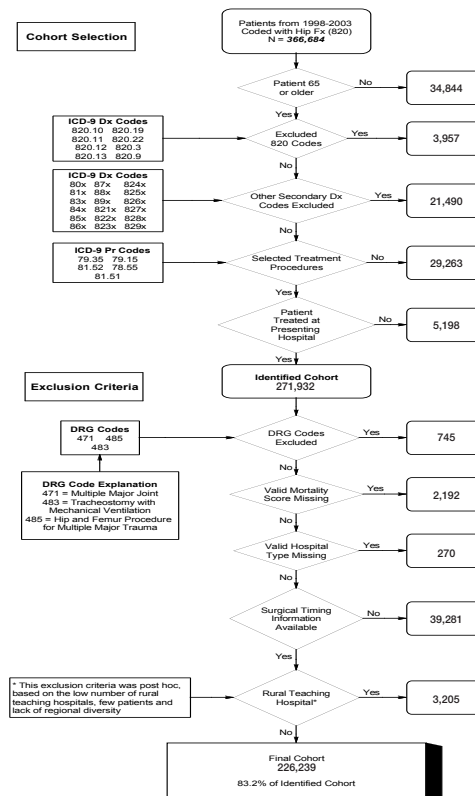 Cohort Selection
Patients from 1998-2003
Coded with Hip Fx (820)
N = 366,684
Patient 65
or older
No
34,844
Yes
ICD-9 Dx Codes
820.10 820.19
820.11 820.22
820.12 820.3
820.13 820.9
Excluded
820 Codes
Yes
3,957
No
ICD-9 Dx Codes
80x 87x 824x
81x 88x 825x
83x 89x 826x
84x 821x 827x
85x 822x 828x
86x 823x 829x
Other Secondary Dx
Codes Excluded
Yes
21,490
No
ICD-9 Pr Codes
79.35 79.15
81.52 78.55
81.51
Selected Treatment
Procedures
No
29,263
Yes
Patient
Treated at
Presenting
Hospital
No
5,198
Yes
Identified Cohort
271,932
Exclusion Criteria
DRG Codes
471 485
483
DRG Codes
Excluded
Yes
745
No
DRG Code Explanation
471 = Multiple Major Joint
483 = Tracheostomy with
Mechanical Ventilation
485 = Hip and Femur Procedure
for Multiple Major Trauma
Valid Mortality
Score Missing
Yes
2,192
No
Valid Hospital
Type Missing
Yes
270
No
Surgical Timing
Information
Available
No
39,281
Yes
* This exclusion criteria was post hoc,
based on the low number of rural
teaching hospitals, few patients and
lack of regional diversity
Rural Teaching
Hospital*
Yes
3,205
No
Final Cohort
226,239
83.2% of Identified Cohort